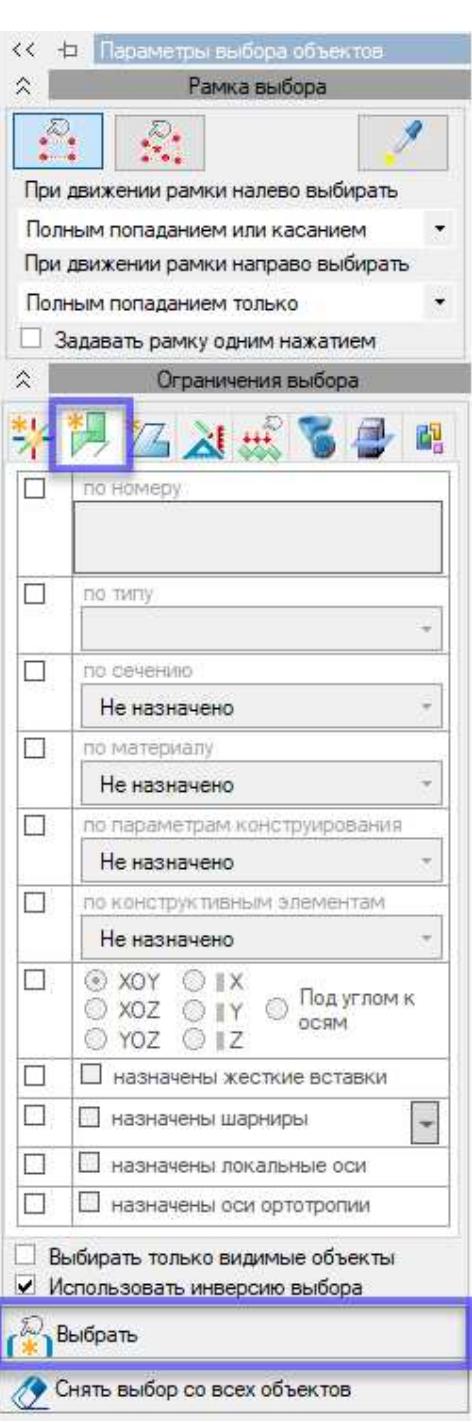 << Параметры выбора объектов
Рамка выбора
При движении рамки налево выбирать
Полным попаданием или касанием
При движении рамки направо выбирать
Полным попаданием только
Задавать рамку одним нажатием
Ограничения выбора
по номеру
по типу
по сечению
Не назначено
по материалу
Не назначено
по параметрам конструирования
Не назначено
по конструктивным элементам
Не назначено
XOY ‖X
XOZ ‖Y Под углом к
осям
YOZ ‖Z
назначены жесткие вставки
назначены шарниры
назначены локальные оси
назначены оси ортотропии
Выбирать только видимые объекты
Использовать инверсию выбора
Выбрать
Снять выбор со всех объектов